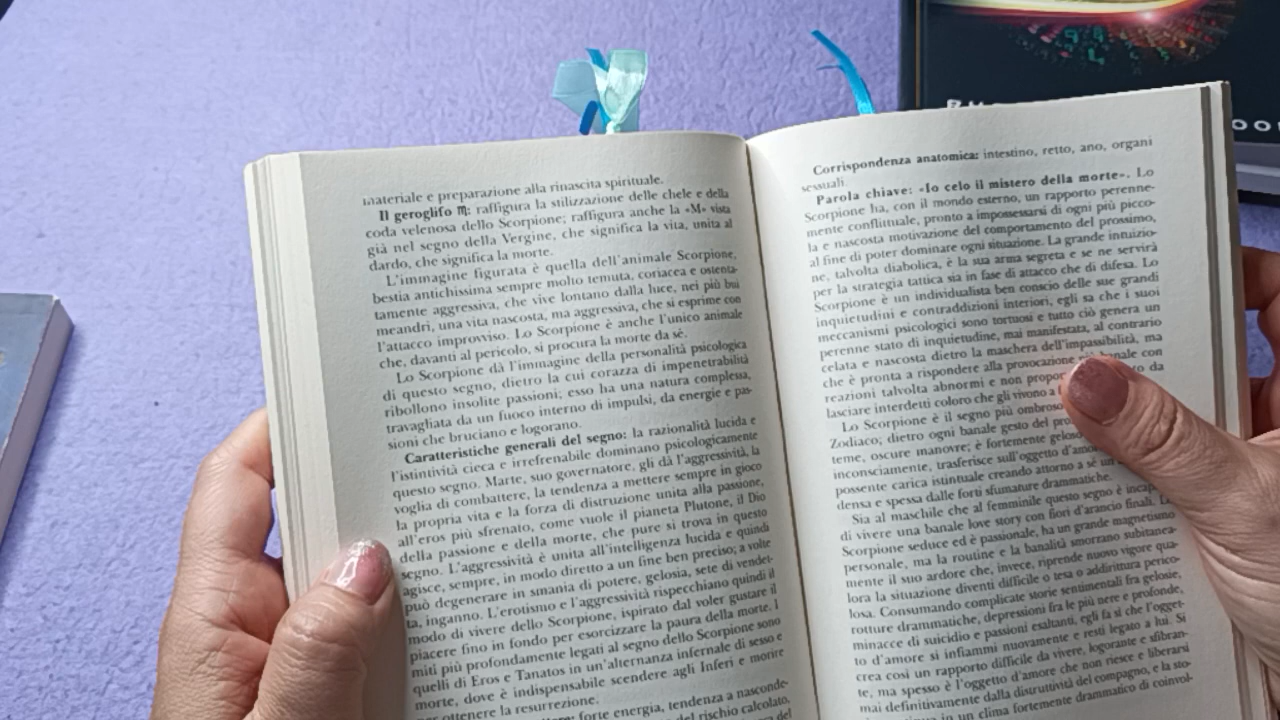 materiale e preparazione alla rinascita spirituale.
Il geroglifo ♏: raffigura la stilizzazione delle chele e della
coda velenosa dello Scorpione; raffigura anche la «M» vista
già nel segno della Vergine, che significa la vita, unita al
dardo, che significa la morte.
L'immagine figurata è quella dell'animale Scorpione,
bestia antichissima sempre molto temuta, coriacea e ostenta-
tamente aggressiva, che vive lontano dalla luce, nei più bui
meandri, una vita nascosta, ma aggressiva, che si esprime con
l'attacco improvviso. Lo Scorpione è anche l'unico animale
che, davanti al pericolo, si procura la morte da sè.
Lo Scorpione dà l'immagine della personalità psicologica
di questo segno, dietro la cui corazza di impenetrabilità
ribollono insolite passioni; esso ha una natura complessa,
travagliata da un fuoco interno di impulsi, da energie e pas-
sioni che bruciano e logorano.
Caratteristiche generali del segno: la razionalità lucida e
l'istintività cieca e irrefrenabile dominano psicologicamente
questo segno. Marte, suo governatore, gli dà l'aggressività, la
voglia di combattere, la tendenza a mettere sempre in gioco
la propria vita e la forza di distruzione unita alla passione,
all'eros più sfrenato, come vuole il pianeta Plutone, il Dio
della passione e della morte, che pure si trova in questo
segno. L'aggressività è unita all'intelligenza lucida e quindi
agisce, sempre, in modo diretto a un fine ben preciso; a volte
può degenerare in smania di potere, gelosia, sete di vendet-
ta, inganno. L'erotismo e l'aggressività rispecchiano quindi il
modo di vivere dello Scorpione, ispirato dal voler gustare il
piacere fino in fondo per esorcizzare la paura della morte. I
miti più profondamente legati al segno dello Scorpione sono
quelli di Eros e Tanatos in un'alternanza infernale di sesso e
morte, dove è indispensabile scendere agli Inferi e morire
per ottenere la resurrezione.
forte energia, tendenza a nasconde-
del rischio calcolato,
Corrispondenza anatomica: intestino, retto, ano, organi
sessuali.
Parola chiave: «Io celo il mistero della morte». Lo
Scorpione ha, con il mondo esterno, un rapporto perenne-
mente conflittuale, pronto a impossessarsi di ogni più picco-
la e nascosta motivazione del comportamento del prossimo,
al fine di poter dominare ogni situazione. La grande intuizio-
ne, talvolta diabolica, è la sua arma segreta e se ne servirà
per la strategia tattica sia in fase di attacco che di difesa. Lo
Scorpione è un individualista ben conscio delle sue grandi
inquietudini e contraddizioni interiori, egli sa che i suoi
meccanismi psicologici sono tortuosi e tutto ciò genera un
perenne stato di inquietudine, mai manifestata, al contrario
celata e nascosta dietro la maschera dell'impassibilità, ma
che è pronta a rispondere alla provocazione più banale con
reazioni talvolta abnormi e non da
lasciare interdetti coloro che gli vivono a
Lo Scorpione è il segno più ombroso
Zodiaco; dietro ogni banale gesto del
teme, oscure manovre; è fortemente geloso
inconsciamente, trasferisce sull'oggetto
possente carica istintuale creando attorno a sè un
densa e spessa dalle forti sfumature drammatiche.
Sia al maschile che al femminile questo segno è
di vivere una banale love story con fiori d'arancio finali. Lo
Scorpione seduce ed è passionale, ha un grande magnetismo
personale, ma la routine e la banalità smorzano subitanea-
mente il suo ardore che, invece, riprende nuovo vigore qua-
lora la situazione diventi difficile o tesa o addirittura perico-
losa. Consumando complicate storie sentimentali fra gelosie,
rotture drammatiche, depressioni fra le più nere e profonde,
minacce di suicidio e passioni esaltanti, egli fa sì che l'ogget-
to d'amore si infiammi nuovamente e resti legato a lui. Si
crea così un rapporto difficile da vivere, logorante e sfibran-
te, ma spesso è l'oggetto d'amore che non riesce e liberarsi
mai definitivamente dalla distruttività del compagno, e la sto-
in un clima fortemente drammatico di coinvol-